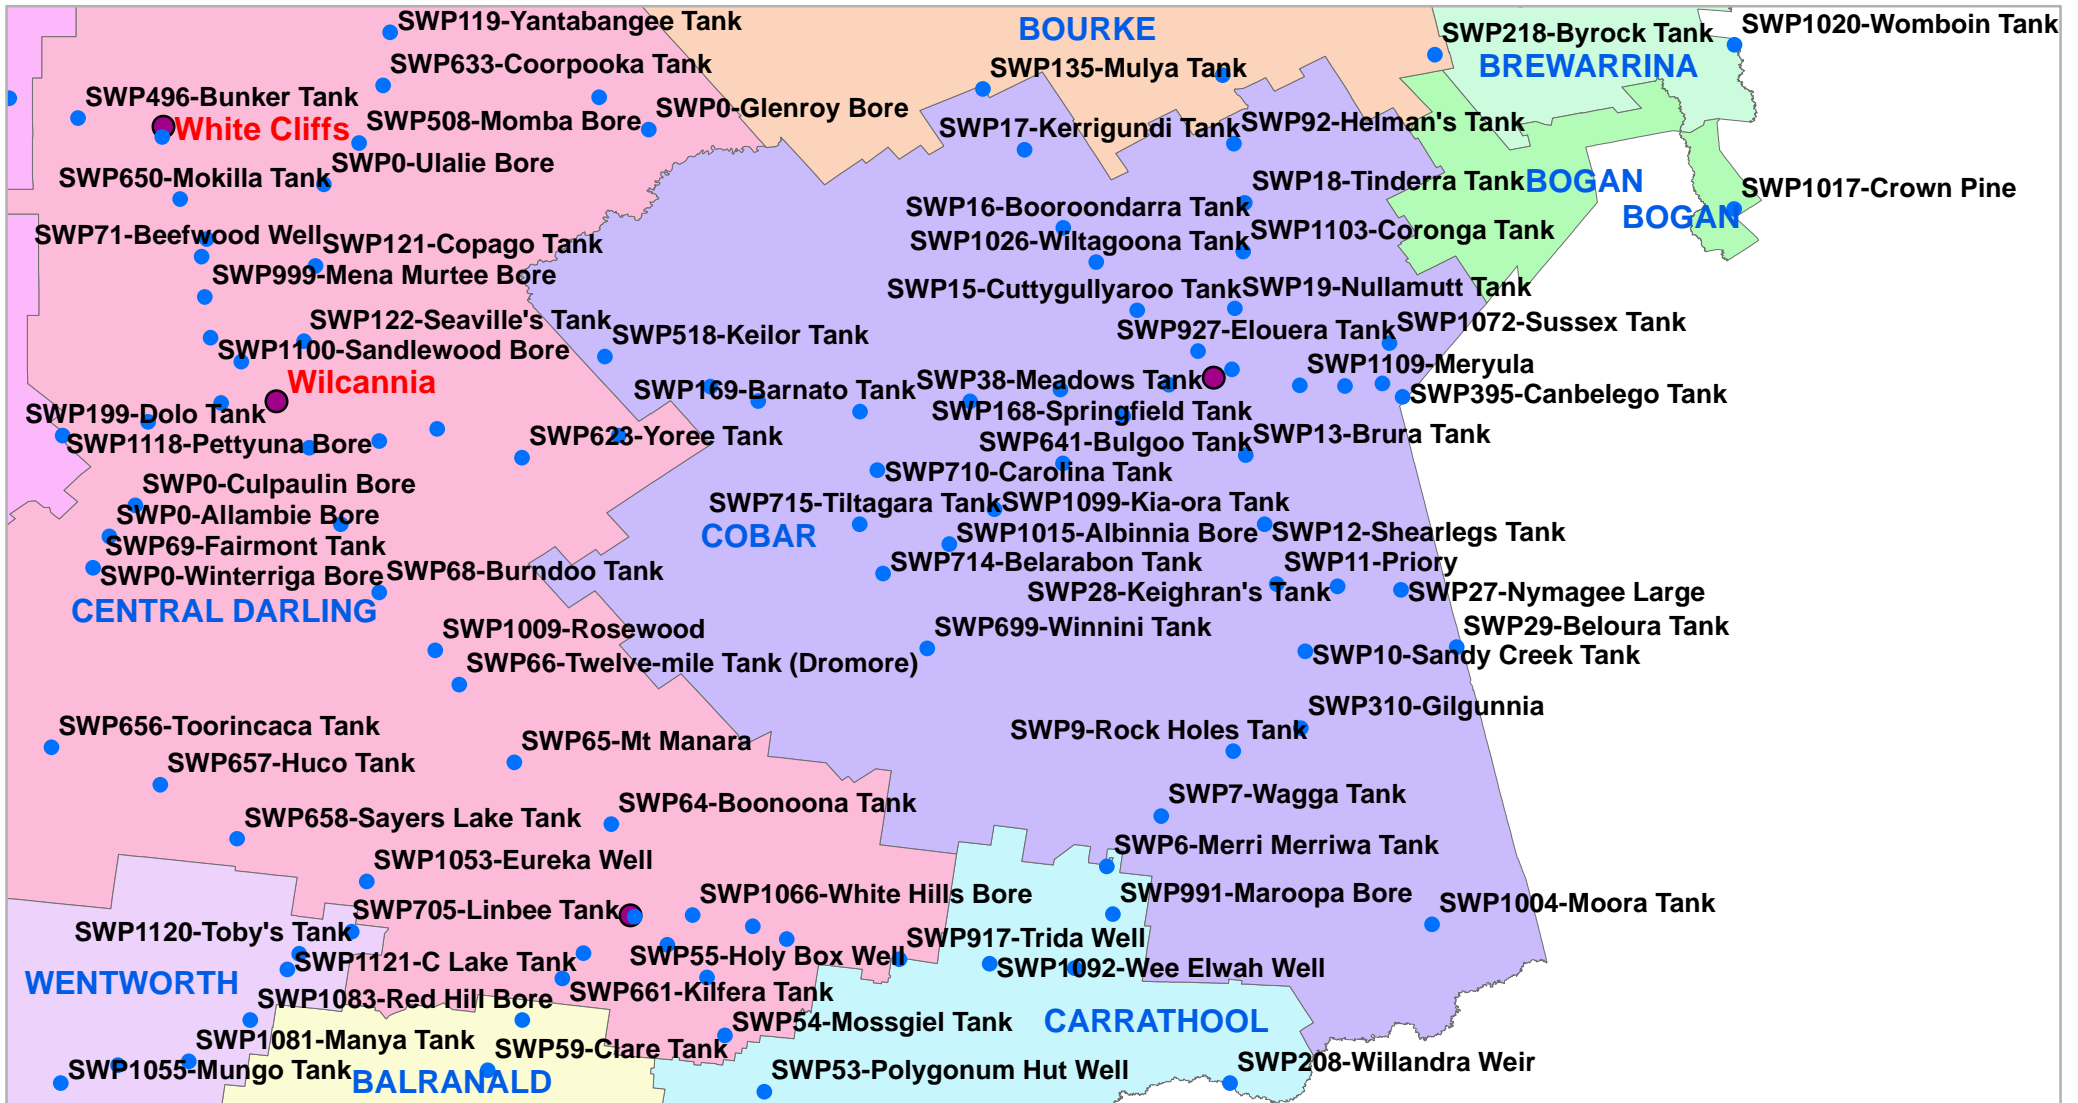 SWP119-Yantabangee Tank
BOURKE
SWP218-Byrock Tank
SWP1020-Womboin Tank
SWP633-Coorpooka Tank
SWP135-Mulya Tank
BREWARRINA
SWP496-Bunker Tank
SWP0-Glenroy Bore
White Cliffs
SWP508-Momba Bore
SWP17-Kerrigundi Tank
SWP92-Helman's Tank
SWP0-Ulalie Bore
SWP650-Mokilla Tank
SWP18-Tinderra Tank
BOGAN
SWP1017-Crown Pine
SWP16-Booroondarra Tank
BOGAN
SWP71-Beefwood Well
SWP121-Copago Tank
SWP1026-Wiltagoona Tank
SWP1103-Coronga Tank
SWP999-Mena Murtee Bore
SWP15-Cuttygullyaroo Tank
SWP19-Nullamutt Tank
SWP122-Seaville's Tank
SWP518-Keilor Tank
SWP927-Elouera Tank
SWP1072-Sussex Tank
SWP1100-Sandlewood Bore
SWP1109-Meryula
Wilcannia
SWP169-Barnato Tank
SWP38-Meadows Tank
SWP395-Canbelego Tank
SWP199-Dolo Tank
SWP168-Springfield Tank
SWP1118-Pettyuna Bore
SWP623-Yoree Tank
SWP641-Bulgoo Tank
SWP13-Brura Tank
SWP710-Carolina Tank
SWP0-Culpaulin Bore
SWP715-Tiltagara Tank
SWP1099-Kia-ora Tank
SWP0-Allambie Bore
COBAR
SWP1015-Albinnia Bore
SWP12-Shearlegs Tank
SWP69-Fairmont Tank
SWP714-Belarabon Tank
SWP11-Priory
SWP0-Winterriga Bore
SWP68-Burndoo Tank
SWP28-Keighran's Tank
SWP27-Nymagee Large
CENTRAL DARLING
SWP1009-Rosewood
SWP699-Winnini Tank
SWP29-Beloura Tank
SWP66-Twelve-mile Tank (Dromore)
SWP10-Sandy Creek Tank
SWP310-Gilgunnia
SWP656-Toorincaca Tank
SWP65-Mt Manara
SWP9-Rock Holes Tank
SWP657-Huco Tank
SWP64-Boonoona Tank
SWP7-Wagga Tank
SWP658-Sayers Lake Tank
SWP6-Merri Merriwa Tank
SWP1053-Eureka Well
SWP1066-White Hills Bore
SWP991-Maroopa Bore
SWP1004-Moora Tank
SWP705-Linbee Tank
SWP1120-Toby's Tank
SWP917-Trida Well
SWP55-Holy Box Well
SWP1121-C Lake Tank
SWP1092-Wee Elwah Well
WENTWORTH
SWP661-Kilfera Tank
SWP1083-Red Hill Bore
SWP54-Mossgiel Tank
CARRATHOOL
SWP1081-Manya Tank
SWP59-Clare Tank
SWP208-Willandra Weir
SWP1055-Mungo Tank
BALRANALD
SWP53-Polygonum Hut Well